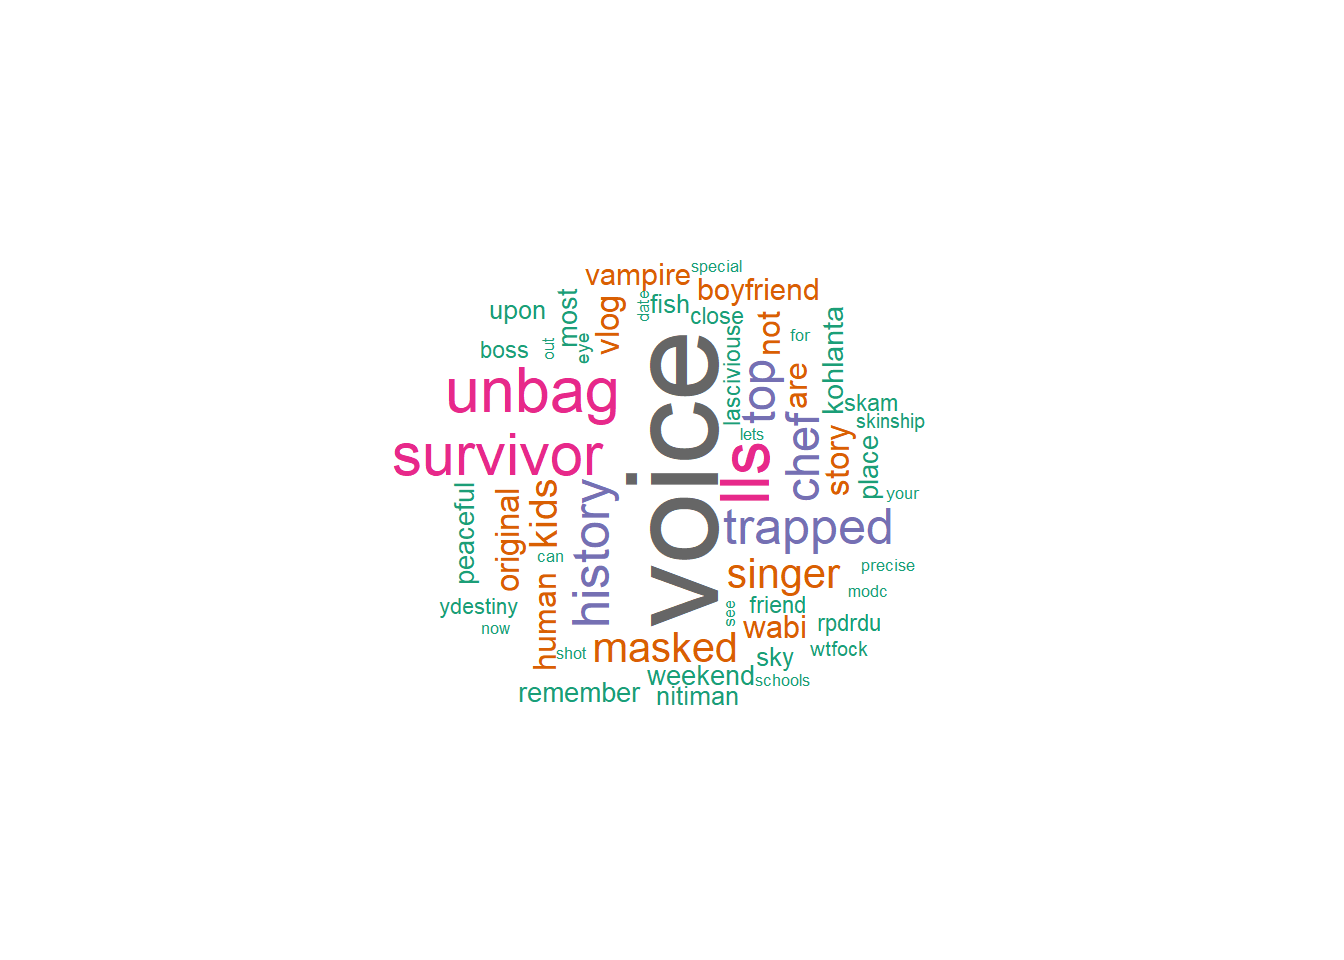 special
vampire
boyfriend
date
fish
most
vlog
upon
close
not
for
kohlanta
out
eye
boss
lascivious
voice
top
are
unbag
skam
skinship
lets
chef
story
survivor
lls
place
your
peaceful
original
kids
history
trapped
can
precise
singer
human
modc
ydestiny
see
friend
wabi
rpdrdu
now
masked
shot
sky
wtfock
weekend
schools
remember
nitiman